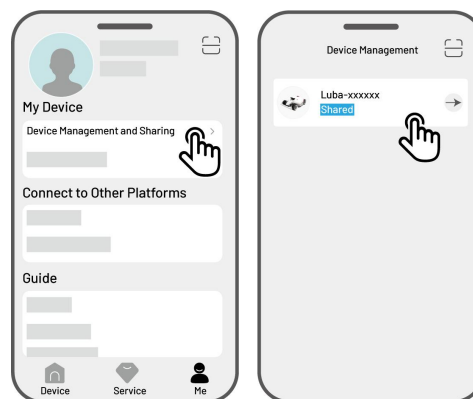 My Device
Device Management and Sharing
Connect to Other Platforms
Guide
Device Service Me
Device Management
Luba-xxxxxx
Shared